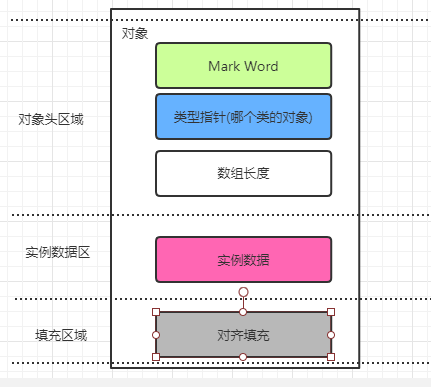 对象
Mark Word
对象头区域
类型指针(哪个类的对象)
数组长度
实例数据区
实例数据
填充区域
对齐填充